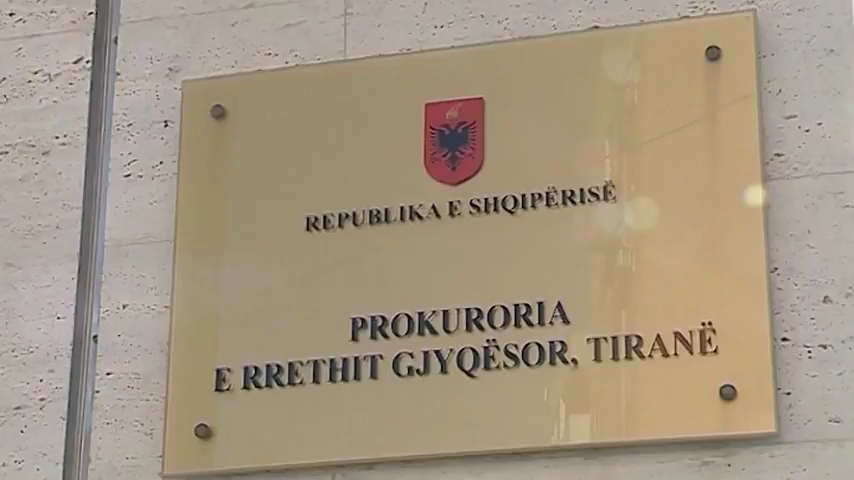 REPUBLIKA E SHQIPËRISË
PROKURORIA
E RRETHIT GJYQËSOR, TIRANË